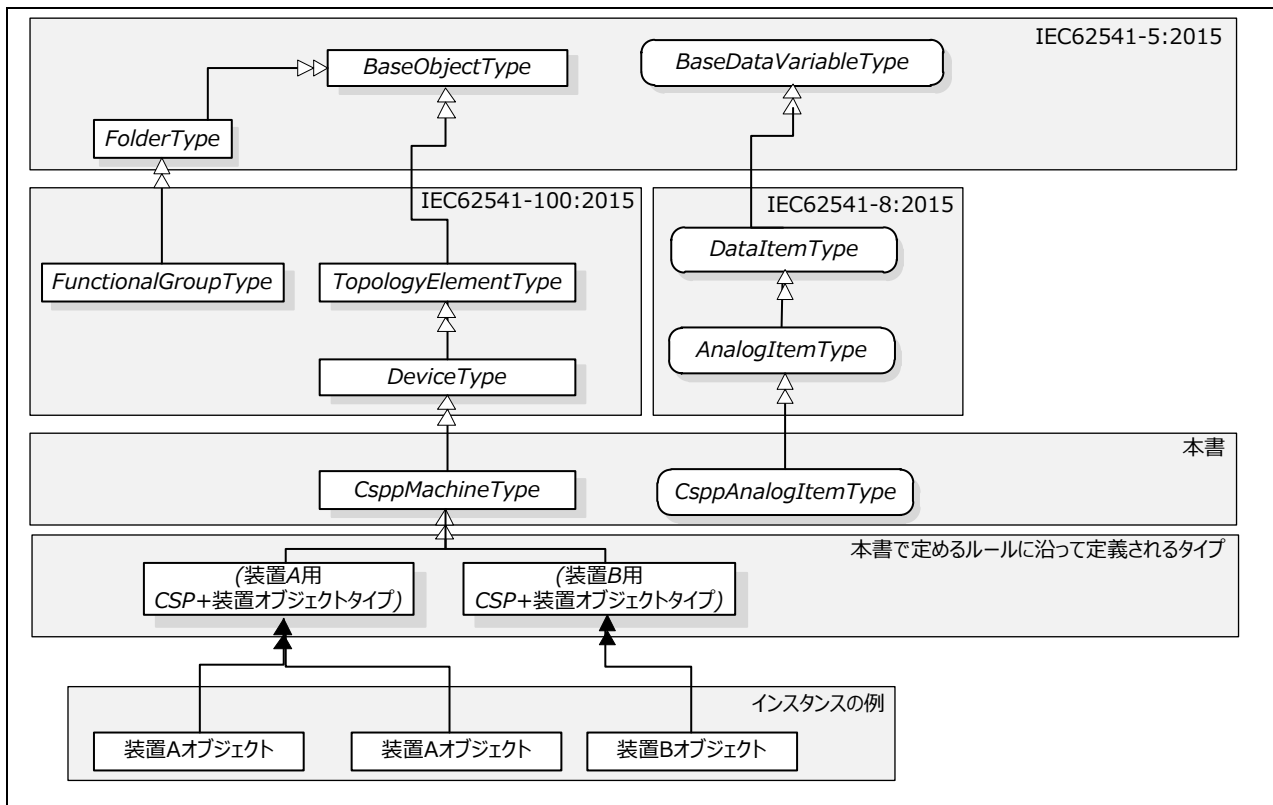 IEC62541-5:2015
BaseObjectType
BaseDataVariableType
FolderType
IEC62541-100:2015
IEC62541-8:2015
DataItemType
FunctionalGroupType
TopologyElementType
AnalogItemType
DeviceType
本書
CsppMachineType
CsppAnalogItemType
本書で定めるルールに沿って定義されるタイプ
(装置A用
CSP+装置オブジェクトタイプ)
(装置B用
CSP+装置オブジェクトタイプ)
インスタンスの例
装置Aオブジェクト
装置Aオブジェクト
装置Bオブジェクト